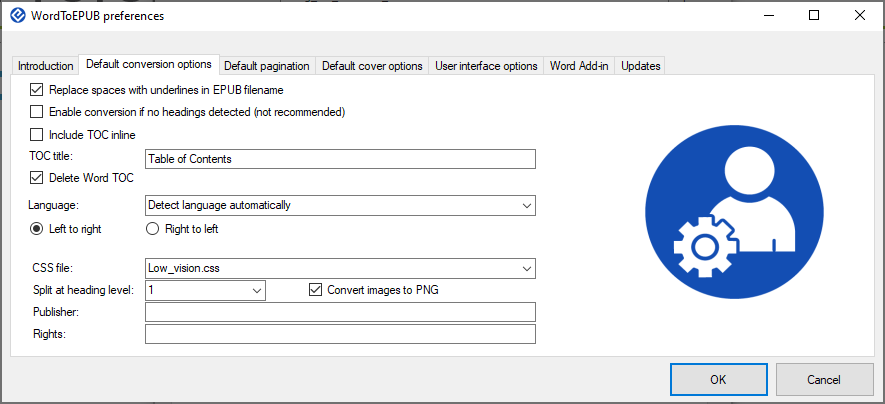 WordToEPUB preferences
Introduction Default conversion options Default pagination Default cover options User interface options Word Add-in Updates
Replace spaces with underlines in EPUB filename
Enable conversion if no headings detected (not recommended)
Include TOC inline
TOC title: Table of Contents
Delete Word TOC
Language: Detect language automatically
Left to right Right to left
CSS file: Low_vision.css
Split at heading level: 1 Convert images to PNG
Publisher:
Rights:
OK Cancel